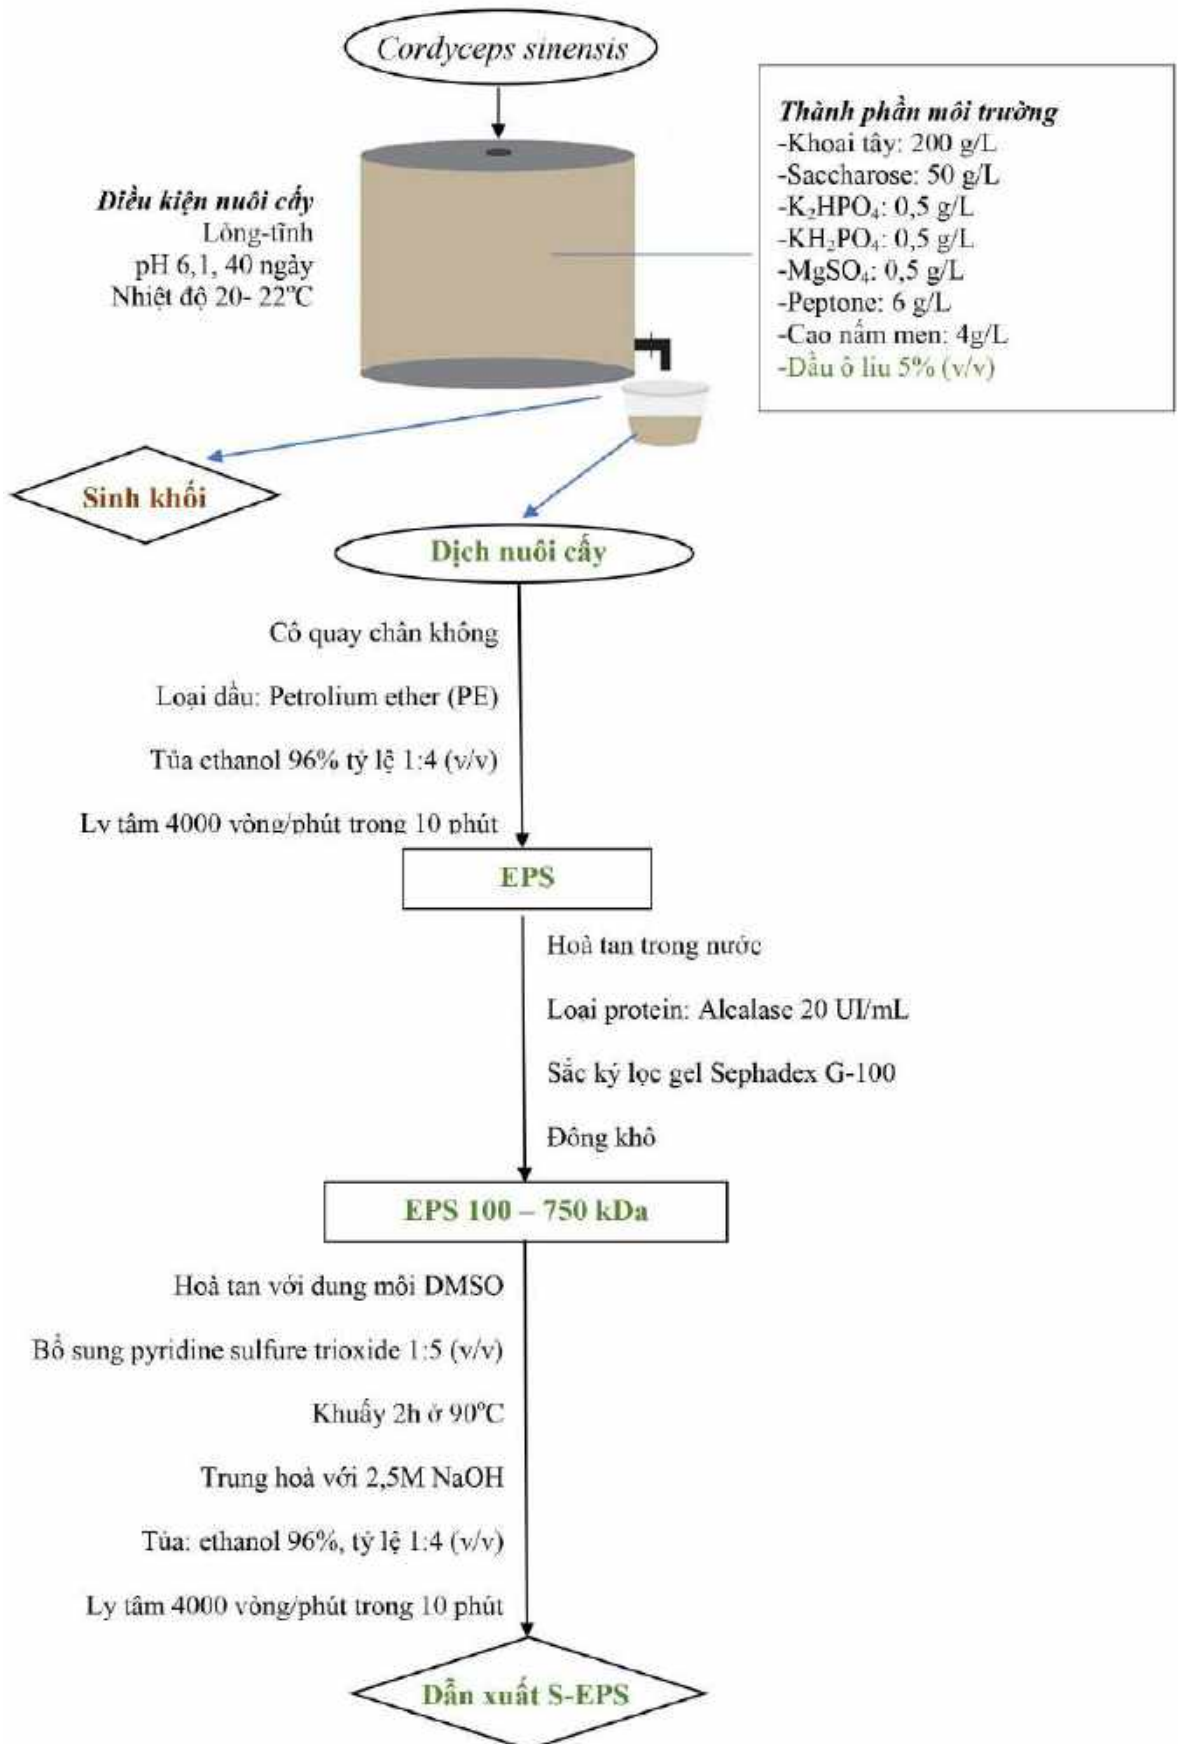 Cordyceps sinensis
Thành phần môi trường
-Khoai tây: 200 g/L
-Saccharose: 50 g/L
-K₂HPO₄: 0,5 g/L
-KH₂PO₄: 0,5 g/L
-MgSO₄: 0,5 g/L
-Peptone: 6 g/L
-Cao nấm men: 4g/L
-Dầu ô liu 5% (v/v)
Điều kiện nuôi cấy
Lỏng-tĩnh
pH 6,1, 40 ngày
Nhiệt độ 20- 22ºC
Sinh khối
Dịch nuôi cấy
Cô quay chân không
Loại dầu: Petrolium ether (PE)
Tủa ethanol 96% tỷ lệ 1:4 (v/v)
Ly tâm 4000 vòng/phút trong 10 phút
EPS
Hoà tan trong nước
Loại protein: Alcalase 20 UI/mL
Sắc ký lọc gel Sephadex G-100
Đông khô
EPS 100 – 750 kDa
Hoà tan với dung môi DMSO
Bổ sung pyridine sulfure trioxide 1:5 (v/v)
Khuấy 2h ở 90ºC
Trung hoà với 2,5M NaOH
Tủa: ethanol 96%, tỷ lệ 1:4 (v/v)
Ly tâm 4000 vòng/phút trong 10 phút
Dẫn xuất S-EPS